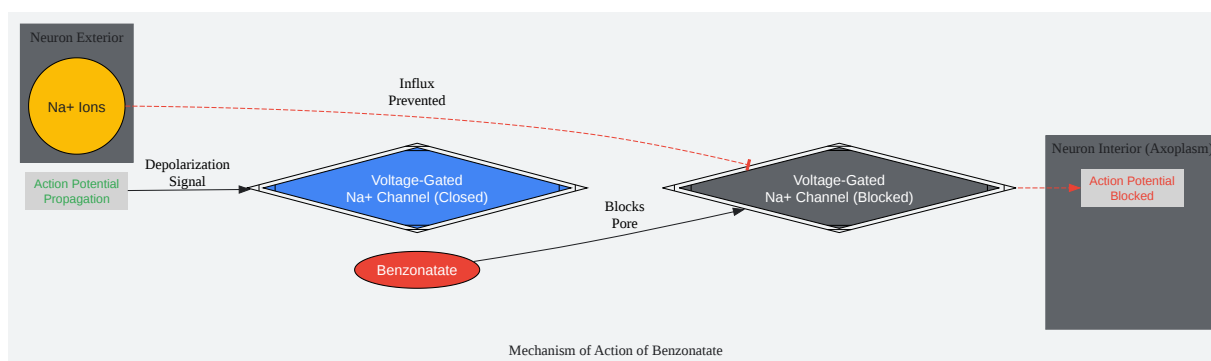 Neuron Exterior
Na+ Ions
Influx
Prevented
Depolarization
Signal
Action Potential
Propagation
Voltage-Gated
Na+ Channel (Closed)
Voltage-Gated
Na+ Channel (Blocked)
Neuron Interior (Axoplasm)
Action Potential
Blocked
Blocks
Pore
Benzonatate
Mechanism of Action of Benzonatate